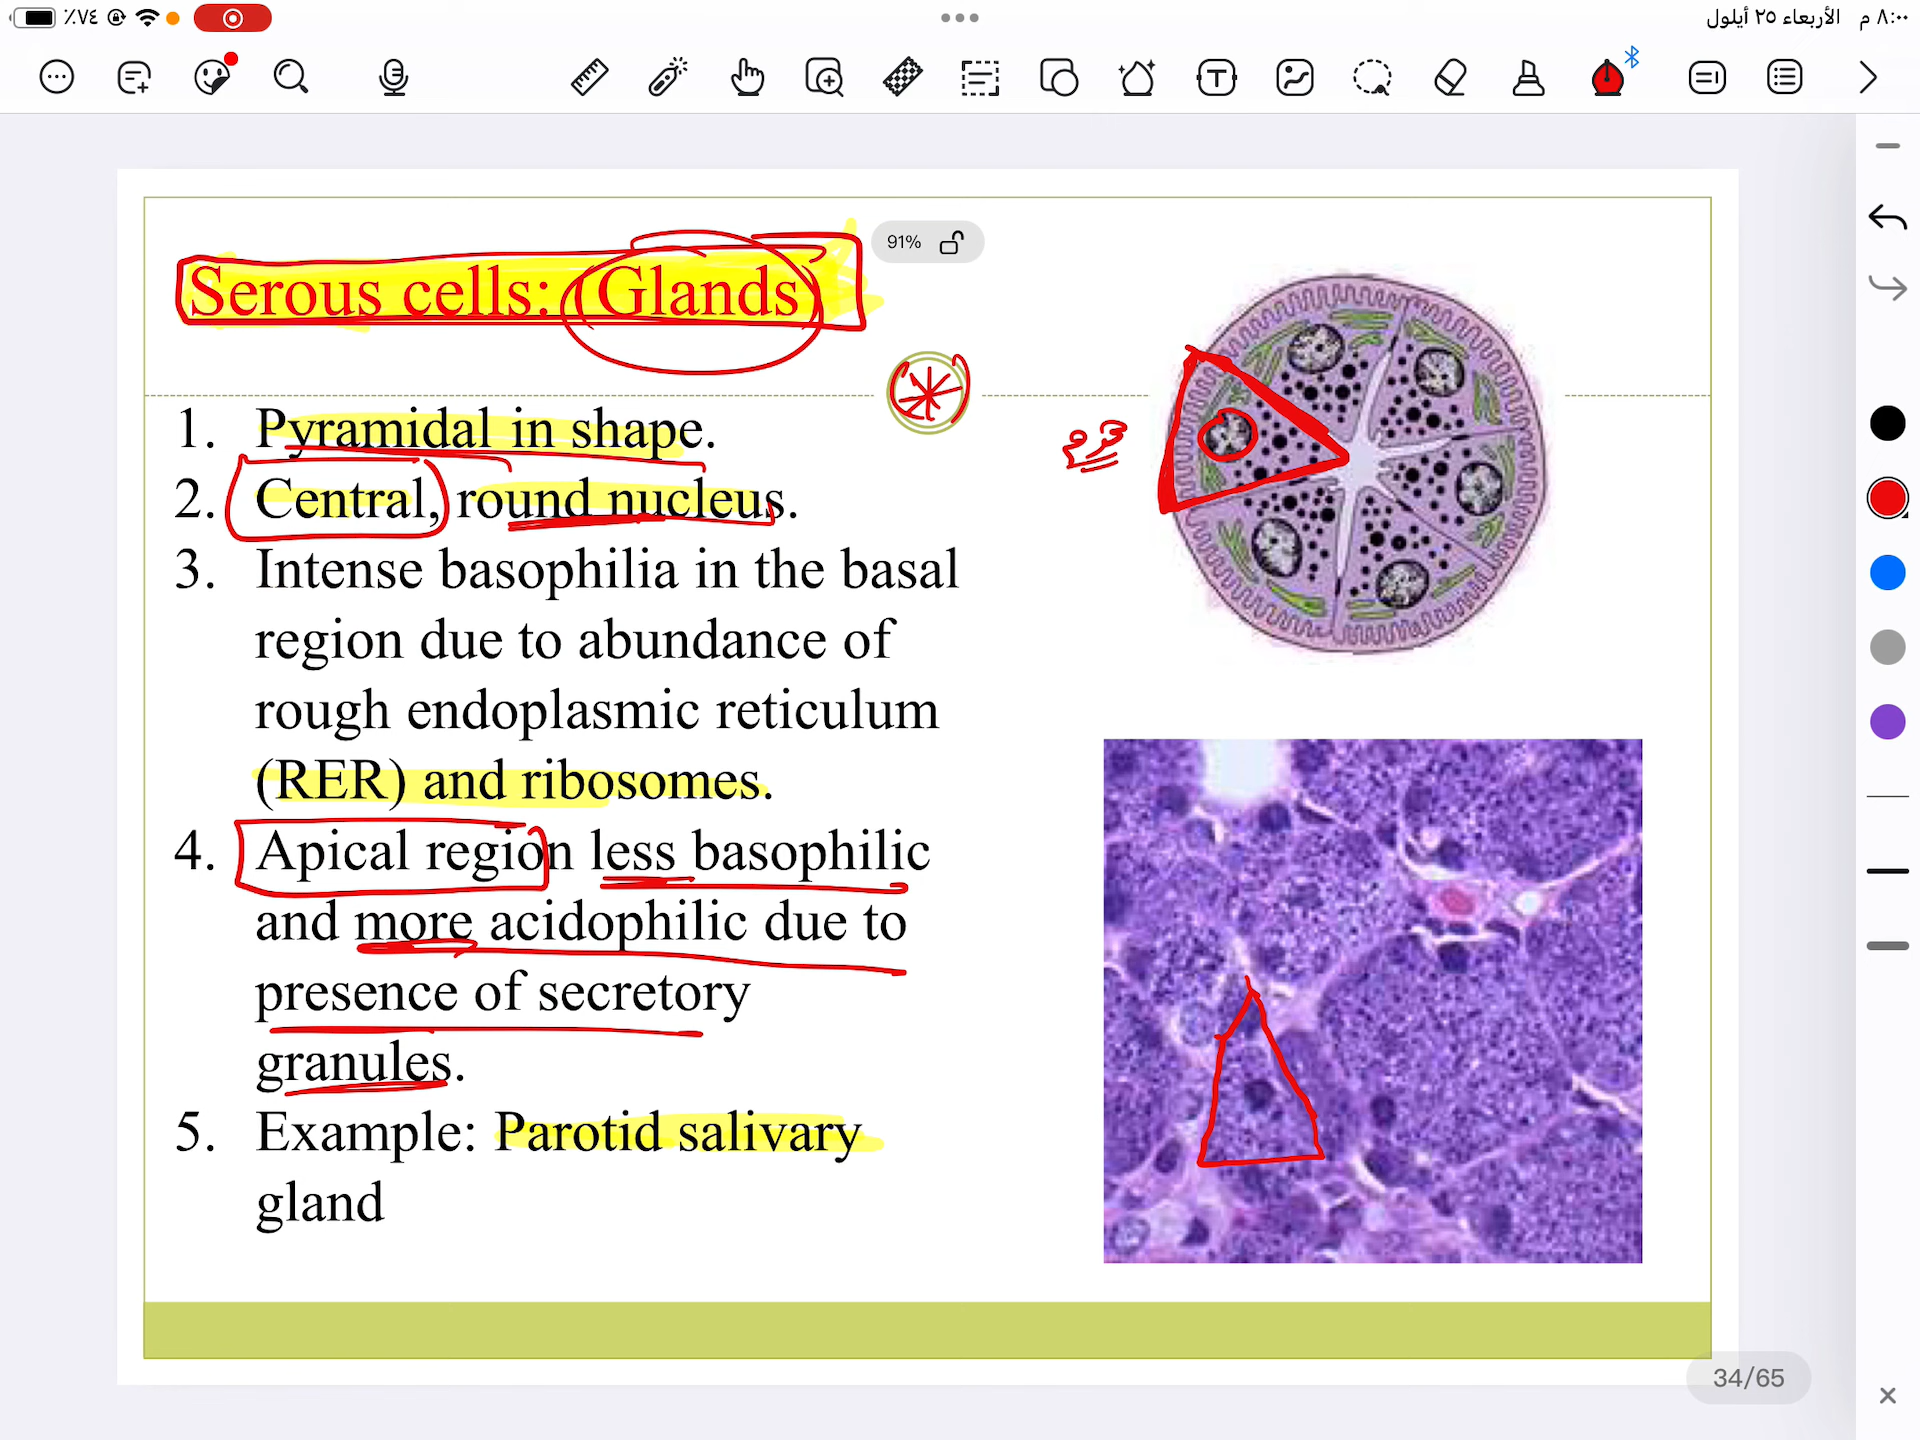 ٪٧٤
الأربعاء ٢٥ أيلول ٨:٠٠ م
91%
Serous cells: (Glands)
1. Pyramidal in shape.
2. Central, round nucleus.
3. Intense basophilia in the basal
region due to abundance of
rough endoplasmic reticulum
(RER) and ribosomes.
4. Apical region less basophilic
and more acidophilic due to
presence of secretory
granules.
5. Example: Parotid salivary
gland
34/65